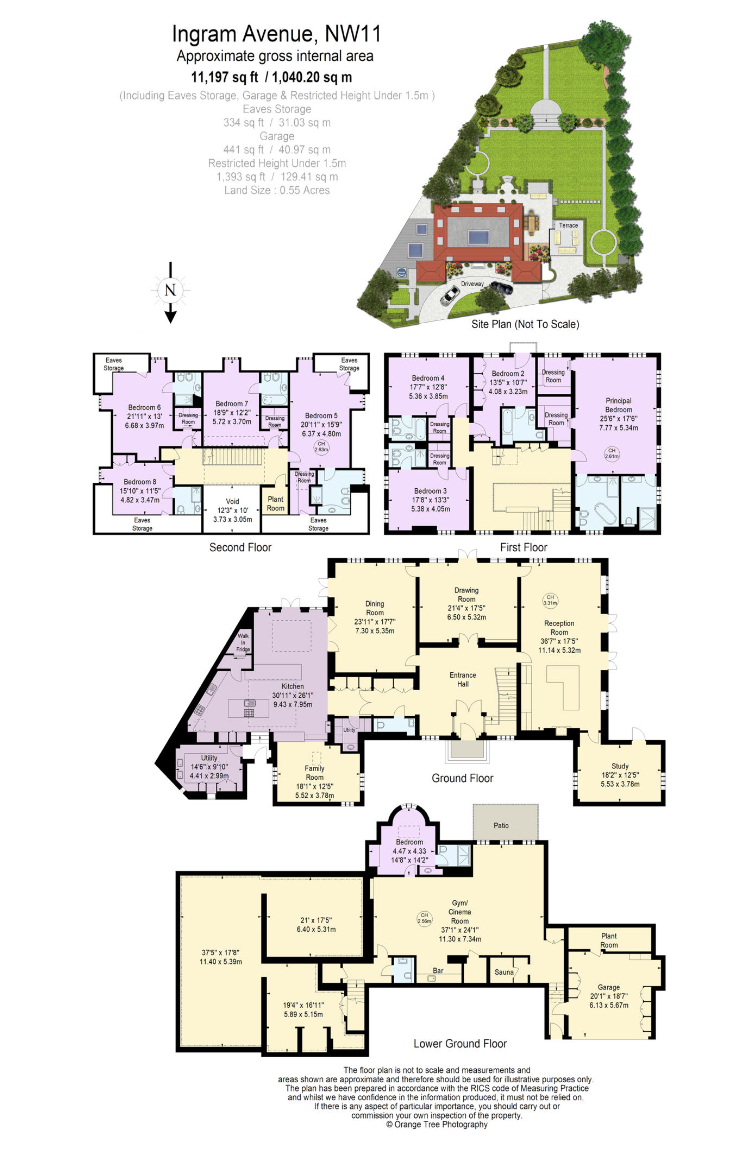 Ingram Avenue, NW11
Approximate gross internal area
11,197 sq ft / 1,040.20 sq m
(Including Eaves Storage, Garage & Restricted Height Under 1.5m )
Eaves Storage
334 sq ft / 31.03 sq m
Garage
441 sq ft / 40.97 sq m
Restricted Height Under 1.5m
1,393 sq ft / 129.41 sq m
Land Size : 0.55 Acres
N
Terrace
Driveway
Site Plan (Not To Scale)
Eaves
Storage
Eaves
Storage
Bedroom 6
21'11" x 13'
6.68 x 3.97m
Dressing
Room
Bedroom 7
18'9" x 12'2"
5.72 x 3.70m
Dressing
Room
Bedroom 5
20'11" x 15'9"
6.37 x 4.80m
CH
2.83m
Bedroom 8
15'10" x 11'5"
4.82 x 3.47m
Eaves
Storage
Void
12'3" x 10'
3.73 x 3.05m
Plant
Room
Dressing
Room
Eaves
Storage
Second Floor
Bedroom 4
17'7" x 12'8"
5.36 x 3.85m
Bedroom 2
13'5" x 10'7"
4.08 x 3.23m
Dressing
Room
Dressing
Room
Principal
Bedroom
25'6" x 17'6"
7.77 x 5.34m
CH
2.61m
Dressing
Room
Dressing
Room
Bedroom 3
17'8" x 13'3"
5.38 x 4.05m
First Floor
Dining
Room
23'11" x 17'7"
7.30 x 5.35m
Drawing
Room
21'4" x 17'5"
6.50 x 5.32m
CH
3.31m
Reception
Room
36'7" x 17'5"
11.14 x 5.32m
Walk
In
Fridge
Kitchen
30'11" x 26'1"
9.43 x 7.95m
Entrance
Hall
Utility
Utility
14'6" x 9'10"
4.41 x 2.99m
Family
Room
18'1" x 12'5"
5.52 x 3.78m
Study
18'2" x 12'5"
5.53 x 3.78m
Ground Floor
Bedroom
4.47 x 4.33
14'8" x 14'2"
Patio
Gym/
Cinema
Room
37'1" x 24'1"
11.30 x 7.34m
CH
2.56m
21' x 17'5"
6.40 x 5.31m
37'5" x 17'8"
11.40 x 5.39m
19'4" x 16'11"
5.89 x 5.15m
Bar
Sauna
Plant
Room
Garage
20'1" x 18'7"
6.13 x 5.67m
Lower Ground Floor
The floor plan is not to scale and measurements and
areas shown are approximate and therefore should be used for illustrative purposes only.
The plan has been prepared in accordance with the RICS code of Measuring Practice
and whilst we have confidence in the information produced, it must not be relied on.
If there is any aspect of particular importance, you should carry out or
commission your own inspection of the property.
© Orange Tree Photography